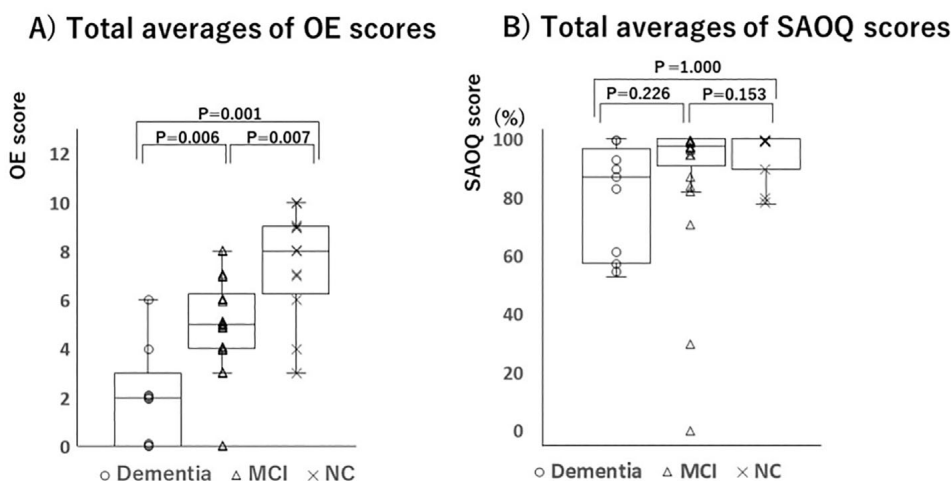 A) Total averages of OE scores
OE score
P=0.001
P=0.006 P=0.007
12
10
8
6
4
2
0
○ Dementia △ MCI × NC
B) Total averages of SAOQ scores
SAOQ score
(%)
P=1.000
P=0.226 P=0.153
100
80
60
40
20
0
○ Dementia △ MCI × NC